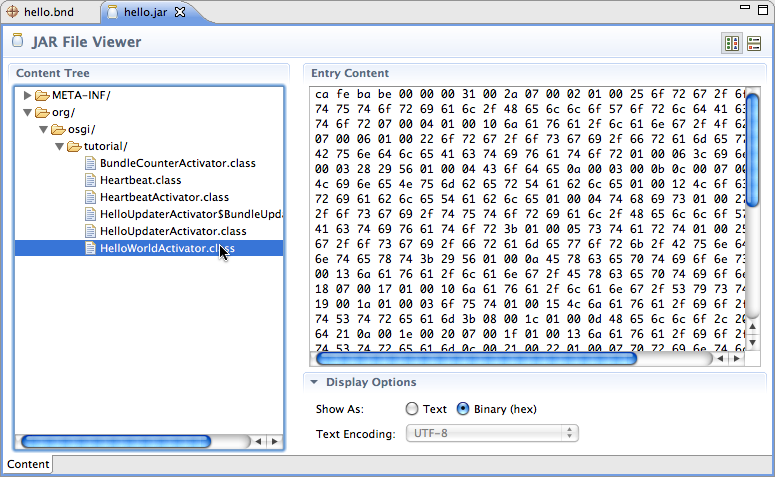 hello.bnd
hello.jar
JAR File Viewer
Content Tree
META-INF/
org/
osgi/
tutorial/
BundleCounterActivator.class
Heartbeat.class
HeartbeatActivator.class
HelloUpdaterActivator$BundleUpda
HelloUpdaterActivator.class
HelloWorldActivator.class
Entry Content
ca fe ba be 00 00 00 31 00 2a 07 00 02 01 00 25 6f 72 67 2f 6f
74 75 74 6f 72 69 61 6c 2f 48 65 6c 6c 6f 57 6f 72 6c 64 41 63
74 6f 72 07 00 04 01 00 10 6a 61 76 61 2f 6c 61 6e 67 2f 4f 62
07 00 06 01 00 22 6f 72 67 2f 6f 73 67 69 2f 66 72 61 6d 65 77
42 75 6e 64 6c 65 41 63 74 69 76 61 74 6f 72 01 00 06 3c 69 6e
00 03 28 29 56 01 00 04 43 6f 64 65 0a 00 03 00 0b 0c 00 07 00
4c 69 6e 65 4e 75 6d 62 65 72 54 61 62 6c 65 01 00 12 4c 6f 63
72 69 61 62 6c 65 54 61 62 6c 65 01 00 04 74 68 69 73 01 00
2f 6f 73 67 69 2f 74 75 74 6f 72 69 61 6c 2f 48 65 6c 6c 6f 57
41 63 74 69 76 61 74 6f 72 3b 01 00 05 73 74 61 72 74 01 00 25
67 2f 6f 73 67 69 2f 66 72 61 6d 65 77 6f 72 6b 2f 42 75 6e 64
6e 74 65 78 74 3b 29 56 01 00 0a 45 78 63 65 70 74 69 6f 6e 73
00 13 6a 61 76 61 2f 6c 61 6e 67 2f 45 78 63 65 70 74 69 6f 6e
18 07 00 17 01 00 10 6a 61 76 61 2f 6c 61 6e 67 2f 53 79 73 74
19 00 1a 01 00 03 6f 75 74 01 00 15 4c 6a 61 76 61 2f 69 6f 2f
74 53 74 72 65 61 6d 3b 08 00 1c 01 00 0d 48 65 6c 6c 6f 2c 20
64 21 0a 00 1e 00 20 07 00 1f 01 00 13 6a 61 76 61 2f 69 6f 2f
74 53 74 72 65 61 6d 0c 00 21 00 22 01 00 07 70 72 69 6e 74 6c
Display Options
Show As: Text Binary (hex)
Text Encoding: UTF-8
Content